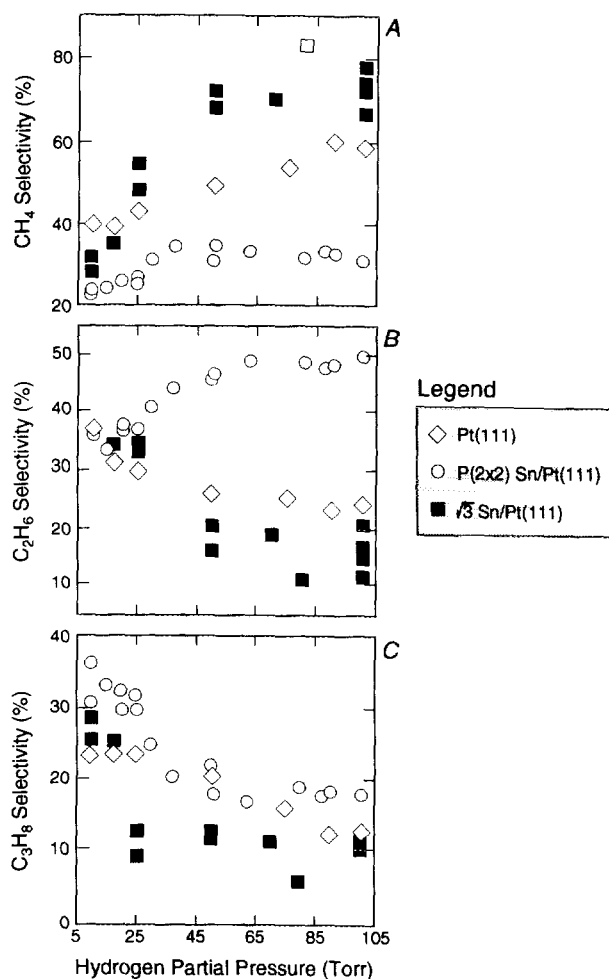 A
CH4 Selectivity (%)
80
60
40
20
B
C2H6 Selectivity (%)
50
40
30
20
10
C
C3H8 Selectivity (%)
40
30
20
10
0
5 25 45 65 85 105
Hydrogen Partial Pressure (Torr)
Legend
◇ Pt(111)
○ P(2x2) Sn/Pt(111)
■ √3 Sn/Pt(111)